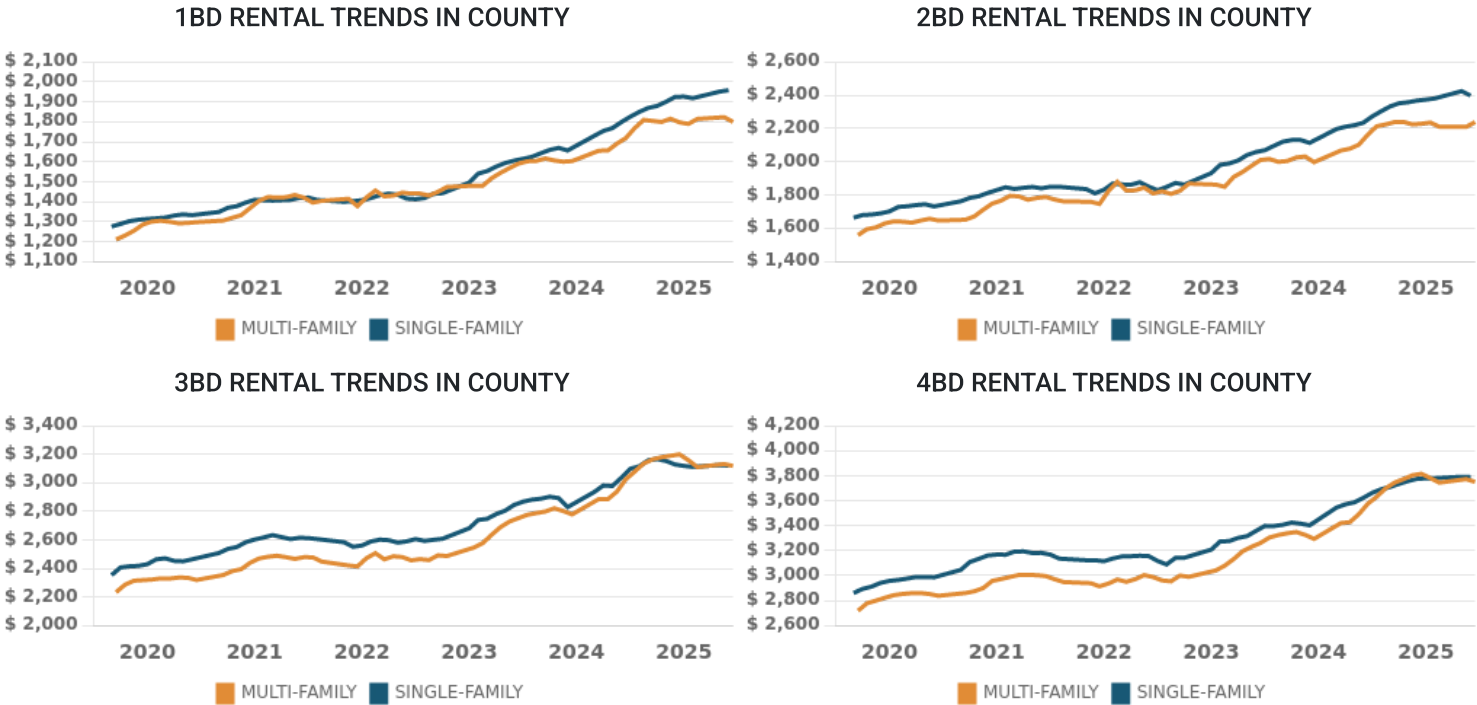 1BD RENTAL TRENDS IN COUNTY
$ 2,100
$ 2,000
$ 1,900
$ 1,800
$ 1,700
$ 1,600
$ 1,500
$ 1,400
$ 1,300
$ 1,200
$ 1,100
2020 2021 2022 2023 2024 2025
MULTI-FAMILY SINGLE-FAMILY
2BD RENTAL TRENDS IN COUNTY
$ 2,600
$ 2,400
$ 2,200
$ 2,000
$ 1,800
$ 1,600
$ 1,400
2020 2021 2022 2023 2024 2025
MULTI-FAMILY SINGLE-FAMILY
3BD RENTAL TRENDS IN COUNTY
$ 3,400
$ 3,200
$ 3,000
$ 2,800
$ 2,600
$ 2,400
$ 2,200
$ 2,000
2020 2021 2022 2023 2024 2025
MULTI-FAMILY SINGLE-FAMILY
4BD RENTAL TRENDS IN COUNTY
$ 4,200
$ 4,000
$ 3,800
$ 3,600
$ 3,400
$ 3,200
$ 3,000
$ 2,800
$ 2,600
2020 2021 2022 2023 2024 2025
MULTI-FAMILY SINGLE-FAMILY